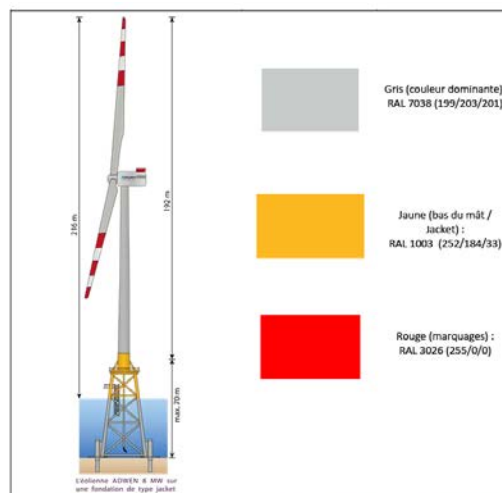 216 m
192 m
max. 70 m
Gris (couleur dominante)
RAL 7038 (199/203/201)
Jaune (bas du mât /
Jacket) :
RAL 1003 (252/184/33)
Rouge (marquages) :
RAL 3026 (255/0/0)
L'éolienne ADWEN 8 MW sur
une fondation de type jacket